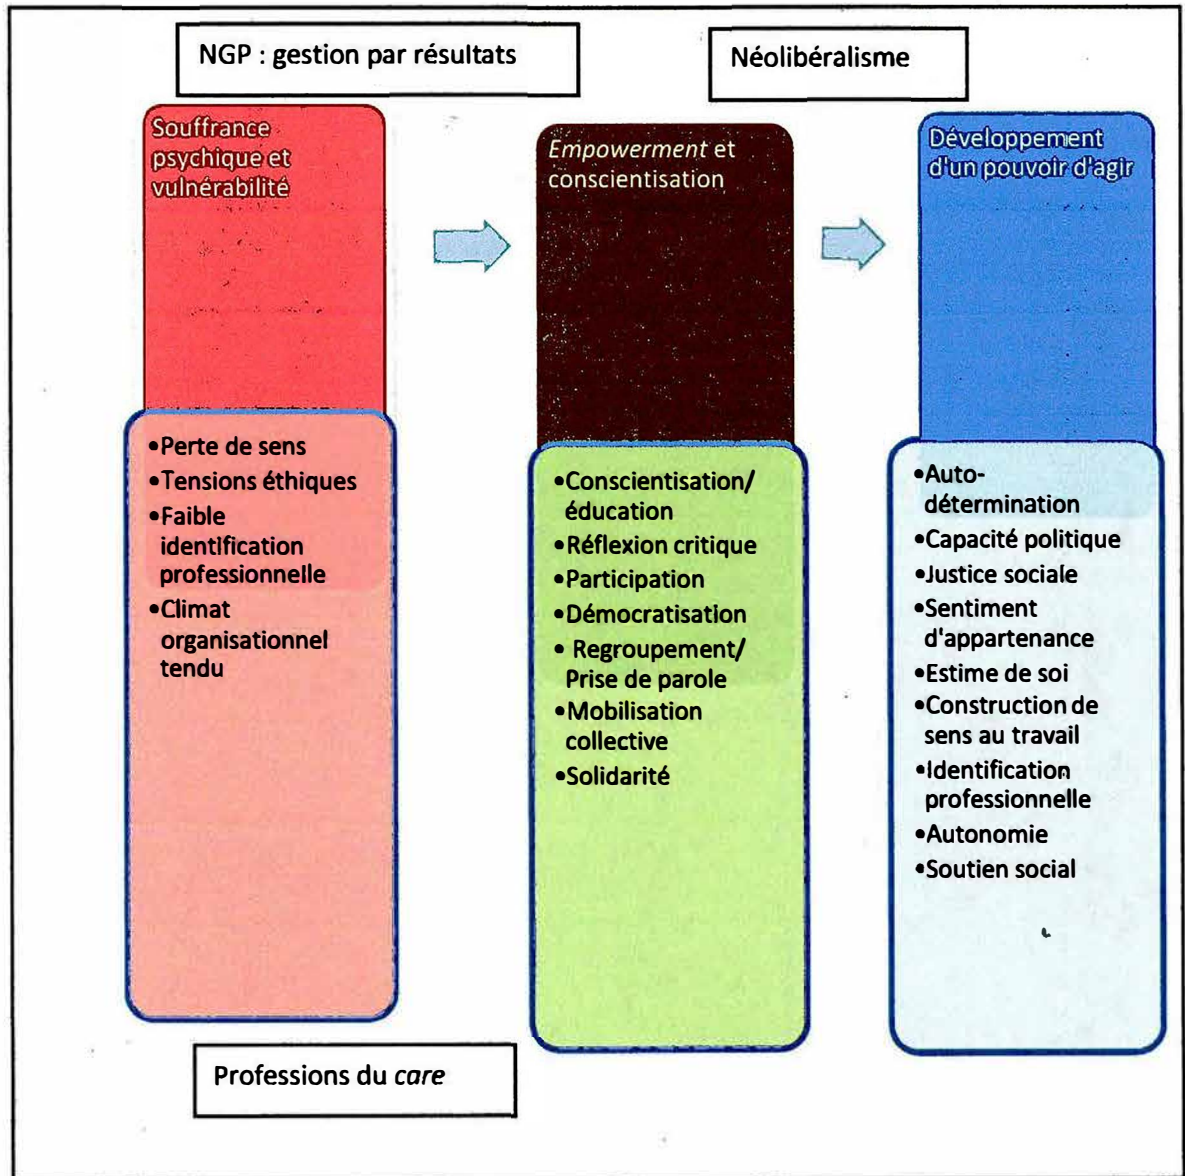 NGP : gestion par résultats
Néolibéralisme
Souffrance
psychique et
vulnérabilité
Empowerment et
conscientisation
Développement
d'un pouvoir d'agir
•Perte de sens
•Tensions éthiques
•Faible
identification
professionnelle
•Climat
organisationnel
tendu
•Conscientisation/
éducation
•Réflexion critique
•Participation
•Démocratisation
• Regroupement/
Prise de parole
•Mobilisation
collective
•Solidarité
•Auto-
détermination
•Capacité politique
•Justice sociale
•Sentiment
d'appartenance
•Estime de soi
•Construction de
sens au travail
•Identification
professionnelle
•Autonomie
•Soutien social
Professions du care